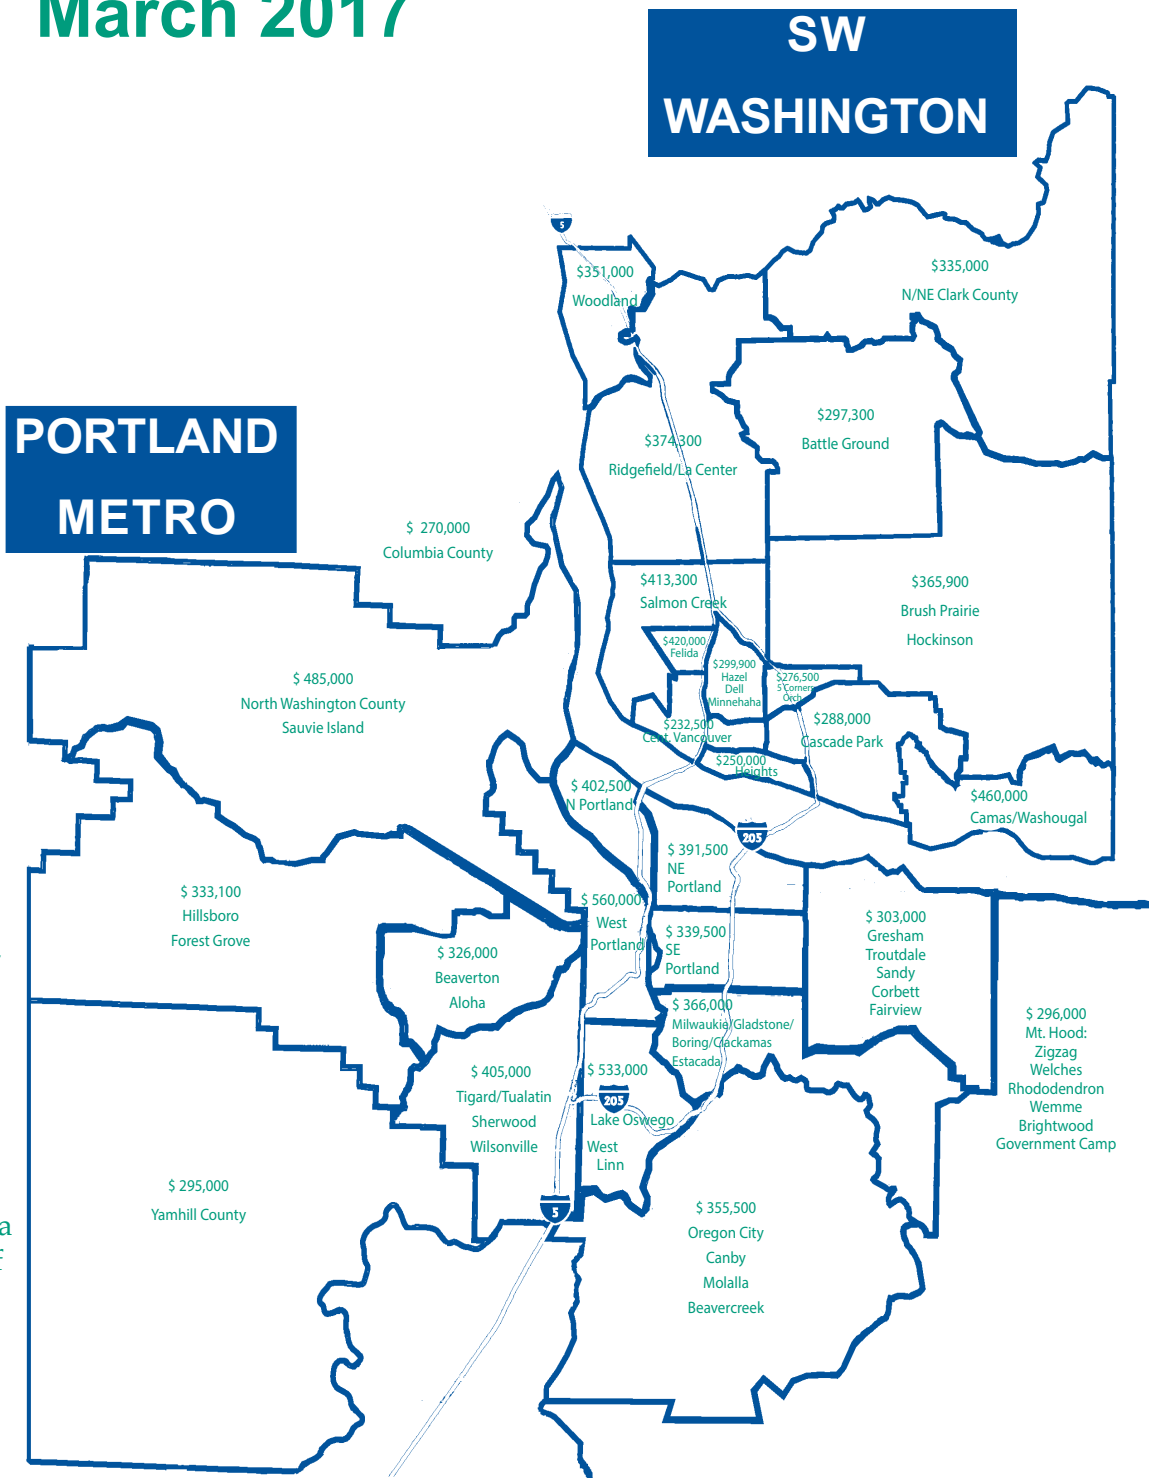 March 2017
SW
WASHINGTON
5
$351,000
Woodland
$335,000
N/NE Clark County
$297,300
Battle Ground
$374,300
Ridgefield/La Center
PORTLAND
METRO
$ 270,000
Columbia County
$413,300
Salmon Creek
$365,900
Brush Prairie
Hockinson
$420,000
Felida
$299,900
Hazel
Dell
Minnehaha
$276,500
5 Corners
Orch
$ 485,000
North Washington County
Sauvie Island
$232,500
Cent. Vancouver
$288,000
Cascade Park
$250,000
Heights
$460,000
Camas/Washougal
$ 402,500
N Portland
205
$ 391,500
NE
Portland
$ 333,100
Hillsboro
Forest Grove
$ 560,000
West
Portland
$ 339,500
SE
Portland
$ 303,000
Gresham
Troutdale
Sandy
Corbett
Fairview
$ 326,000
Beaverton
Aloha
$ 366,000
Milwaukie/Gladstone/
Boring/Clackamas
Estacada
$ 296,000
Mt. Hood:
Zigzag
Welches
Rhododendron
Wemme
Brightwood
Government Camp
$ 405,000
Tigard/Tualatin
Sherwood
Wilsonville
$ 533,000
205
Lake Oswego
West
Linn
$ 295,000
Yamhill County
5
$ 355,500
Oregon City
Canby
Molalla
Beavercreek
a